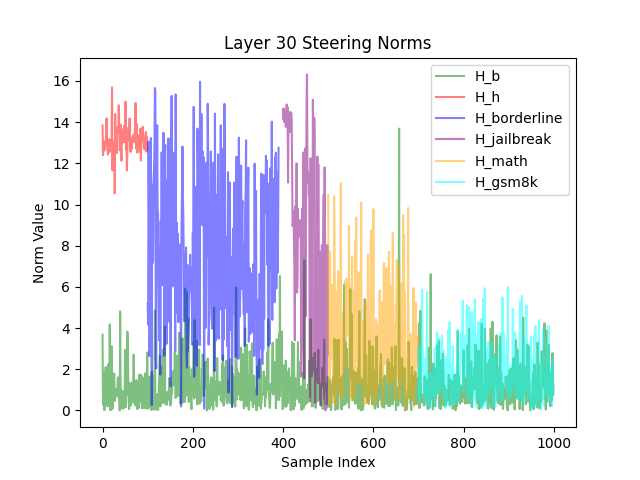 Layer 30 Steering Norms
H_b
H_h
H_borderline
H_jailbreak
H_math
H_gsm8k
Norm Value
16
14
12
10
8
6
4
2
0
0 200 400 600 800 1000
Sample Index